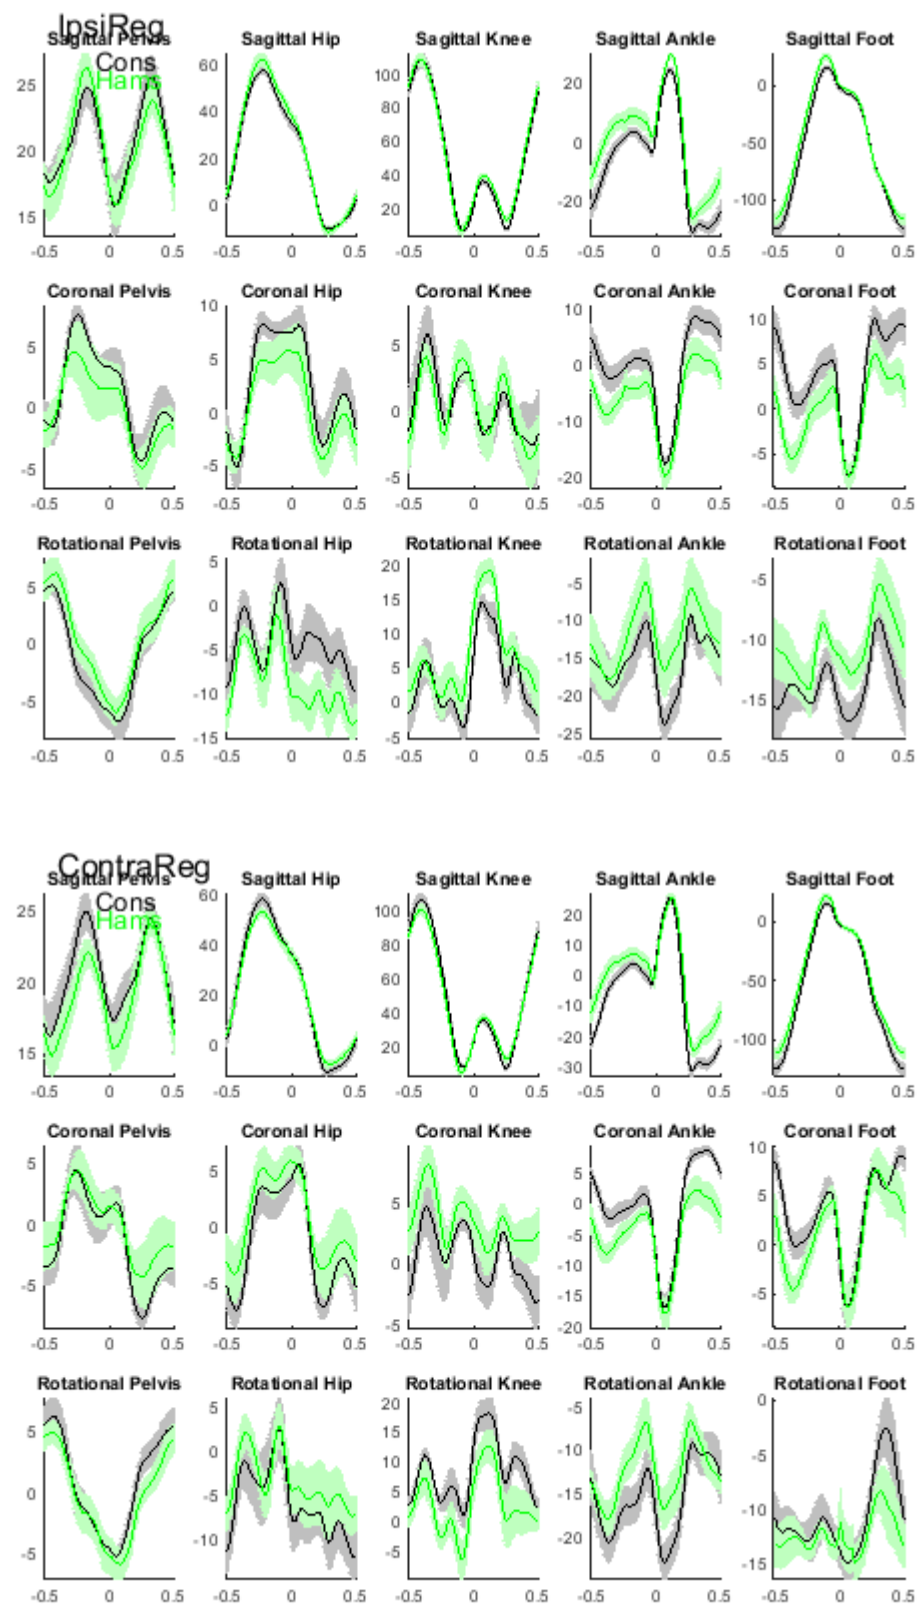 IpsiReg
Sagittal Pelvis Sagittal Hip Sagittal Knee Sagittal Ankle Sagittal Foot
Cons
Hams
25 20 15
60 40 20 0
100 80 60 40 20
20 0 -20
0 -50 -100
-0.5 0 0.5 -0.5 0 0.5 -0.5 0 0.5 -0.5 0 0.5 -0.5 0 0.5
Coronal Pelvis Coronal Hip Coronal Knee Coronal Ankle Coronal Foot
5 0 -5
10 5 0 -5
5 0 -5
10 0 -10 -20
10 5 0 -5
-0.5 0 0.5 -0.5 0 0.5 -0.5 0 0.5 -0.5 0 0.5 -0.5 0 0.5
Rotational Pelvis Rotational Hip Rotational Knee Rotational Ankle Rotational Foot
5 0 -5
5 0 -5 -10 -15
20 15 10 5 0 -5
-5 -10 -15 -20 -25
-5 -10 -15
-0.5 0 0.5 -0.5 0 0.5 -0.5 0 0.5 -0.5 0 0.5 -0.5 0 0.5
ContraReg
Sagittal Pelvis Sagittal Hip Sagittal Knee Sagittal Ankle Sagittal Foot
Cons
Hams
25 20 15
60 40 20 0
100 80 60 40 20
20 10 0 -10 -20 -30
0 -50 -100
-0.5 0 0.5 -0.5 0 0.5 -0.5 0 0.5 -0.5 0 0.5 -0.5 0 0.5
Coronal Pelvis Coronal Hip Coronal Knee Coronal Ankle Coronal Foot
5 0 -5
5 0 -5
5 0 -5
10 5 0 -5 -10 -15 -20
10 5 0 -5
-0.5 0 0.5 -0.5 0 0.5 -0.5 0 0.5 -0.5 0 0.5 -0.5 0 0.5
Rotational Pelvis Rotational Hip Rotational Knee Rotational Ankle Rotational Foot
5 0 -5
5 0 -5 -10
20 15 10 5 0 -5
-5 -10 -15 -20
0 -5 -10 -15
-0.5 0 0.5 -0.5 0 0.5 -0.5 0 0.5 -0.5 0 0.5 -0.5 0 0.5